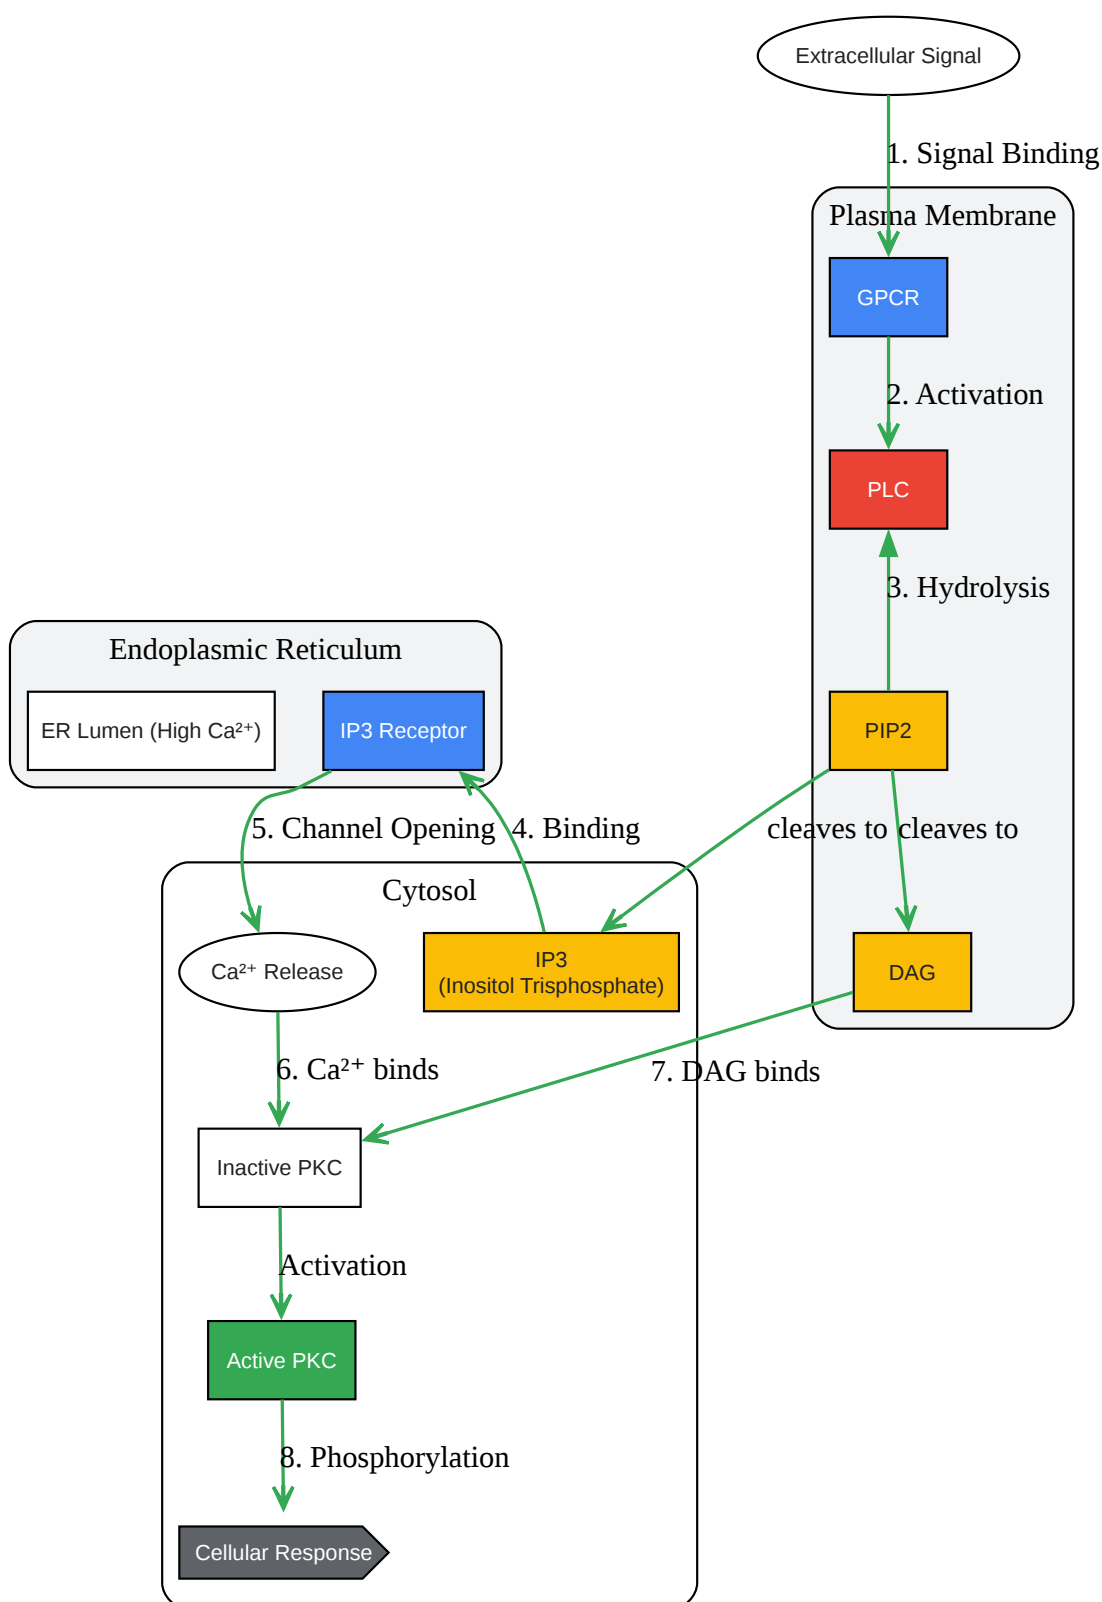 Extracellular Signal
1. Signal Binding
Plasma Membrane
GPCR
2. Activation
PLC
3. Hydrolysis
Endoplasmic Reticulum
ER Lumen (High Ca²⁺)
IP3 Receptor
PIP2
5. Channel Opening
4. Binding
cleaves to
cleaves to
Cytosol
Ca²⁺ Release
IP3
(Inositol Trisphosphate)
DAG
6. Ca²⁺ binds
7. DAG binds
Inactive PKC
Activation
Active PKC
8. Phosphorylation
Cellular Response